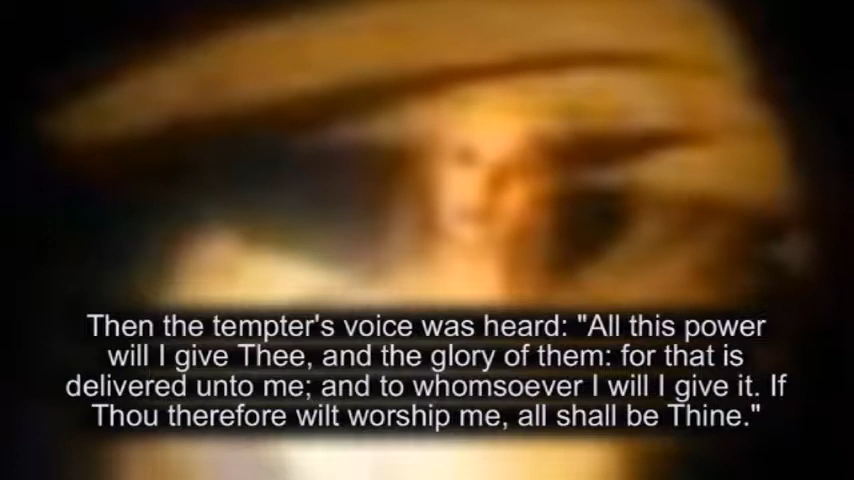 Then the tempter's voice was heard: "All this power
will I give Thee, and the glory of them: for that is
delivered unto me; and to whomsoever I will I give it. If
Thou therefore wilt worship me, all shall be Thine."